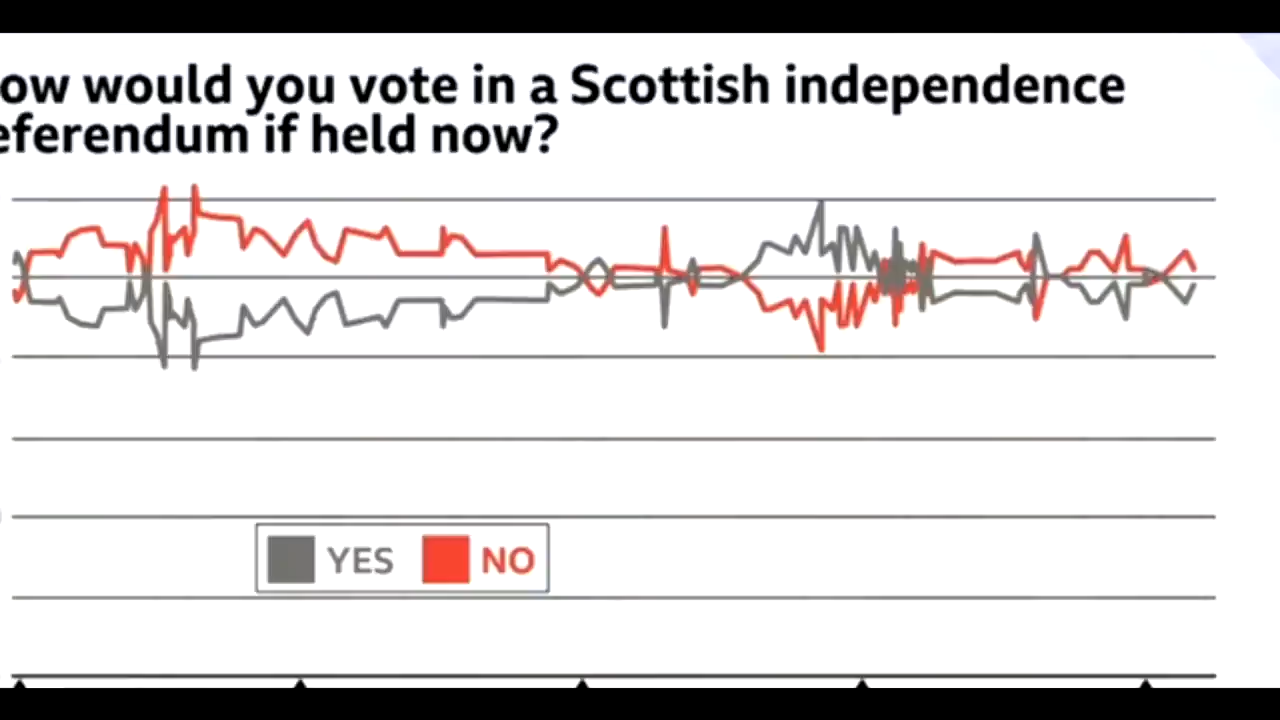 ow would you vote in a Scottish independence
eferendum if held now?
YES NO